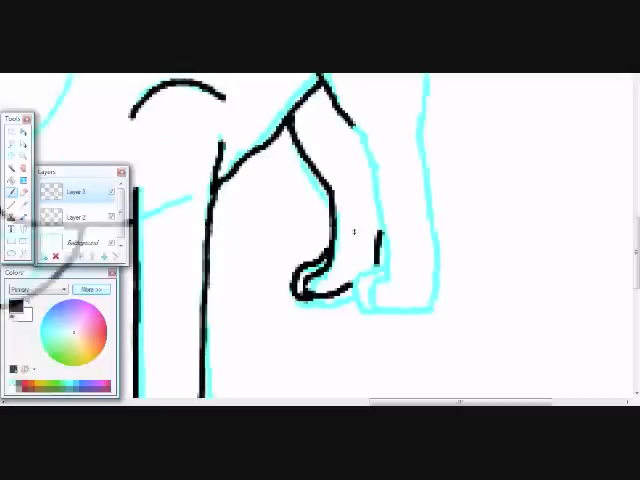 Tools
Layers
Layer 3
Layer 2
Background
Colors
Primary
More >>